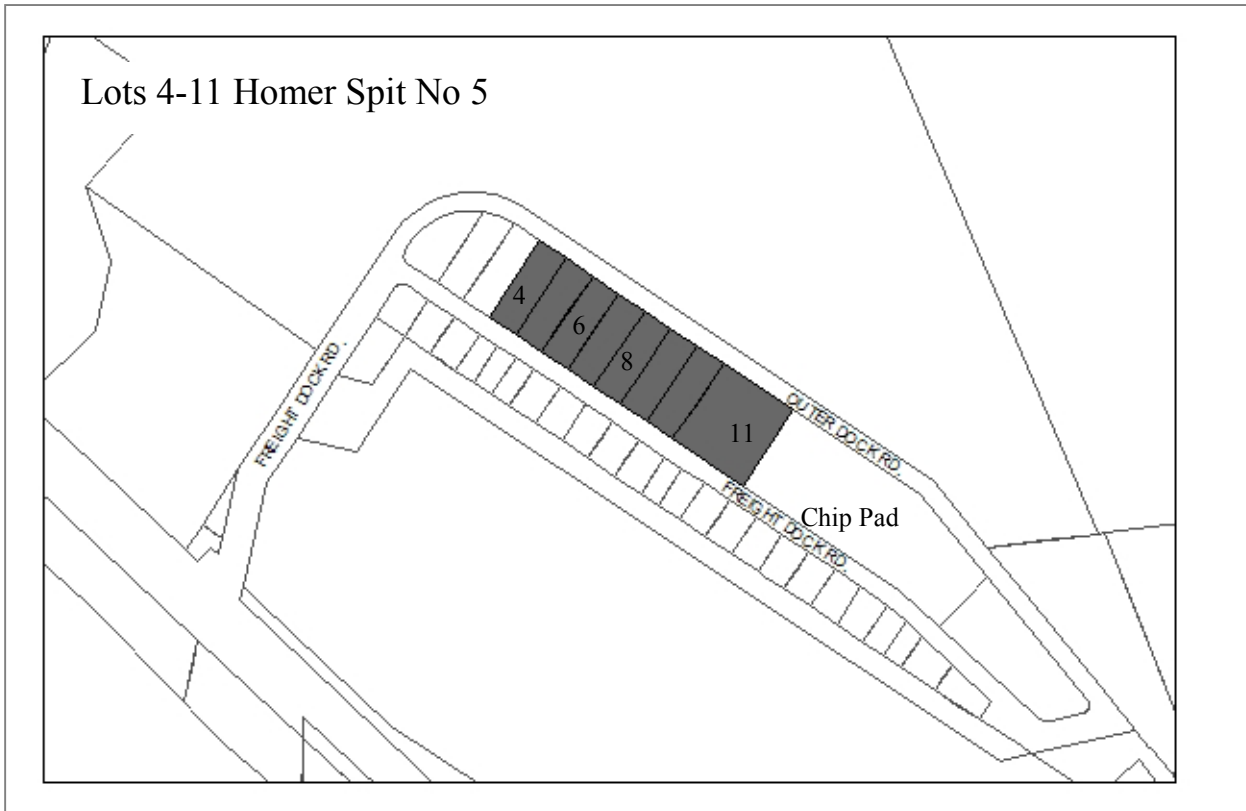 Lots 4-11 Homer Spit No 5
4
6
8
11
FREIGHT DOCK RD.
OUTER DOCK RD.
FREIGHT DOCK RD.
Chip Pad